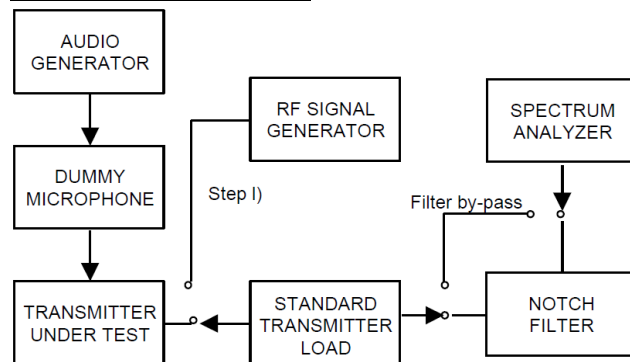 AUDIO
GENERATOR
RF SIGNAL
GENERATOR
SPECTRUM
ANALYZER
DUMMY
MICROPHONE
Step I)
Filter by-pass
TRANSMITTER
UNDER TEST
STANDARD
TRANSMITTER
LOAD
NOTCH
FILTER